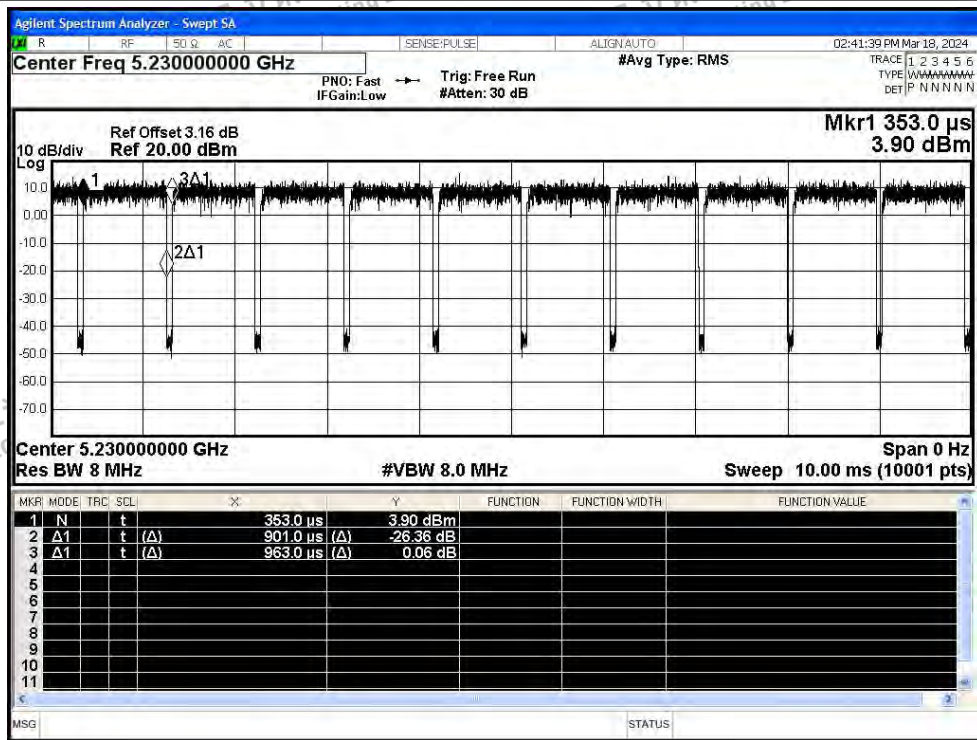 Agilent Spectrum Analyzer - Swept SA
R RF 50 Ω AC SENSE:PULSE ALIGN AUTO 02:41:39 PM Mar 18, 2024
Center Freq 5.230000000 GHz
#Avg Type: RMS
TRACE 1 2 3 4 5 6
PNO: Fast Trig: Free Run
TYPE
IFGain:Low #Atten: 30 dB
DET P N N N N N
Mkr1 353.0 µs
3.90 dBm
Ref Offset 3.16 dB
10 dB/div Ref 20.00 dBm
Log
10.0
1
3Δ1
0.00
-10.0
2Δ1
-20.0
-30.0
-40.0
-50.0
-60.0
-70.0
Center 5.230000000 GHz Span 0 Hz
Res BW 8 MHz #VBW 8.0 MHz Sweep 10.00 ms (10001 pts)
MKR MODE TRC SCL X Y FUNCTION FUNCTION WIDTH FUNCTION VALUE
1 N t 353.0 µs 3.90 dBm
2 Δ1 t (Δ) 901.0 µs (Δ) -26.36 dB
3 Δ1 t (Δ) 963.0 µs (Δ) 0.06 dB
4
5
6
7
8
9
10
11
MSG STATUS